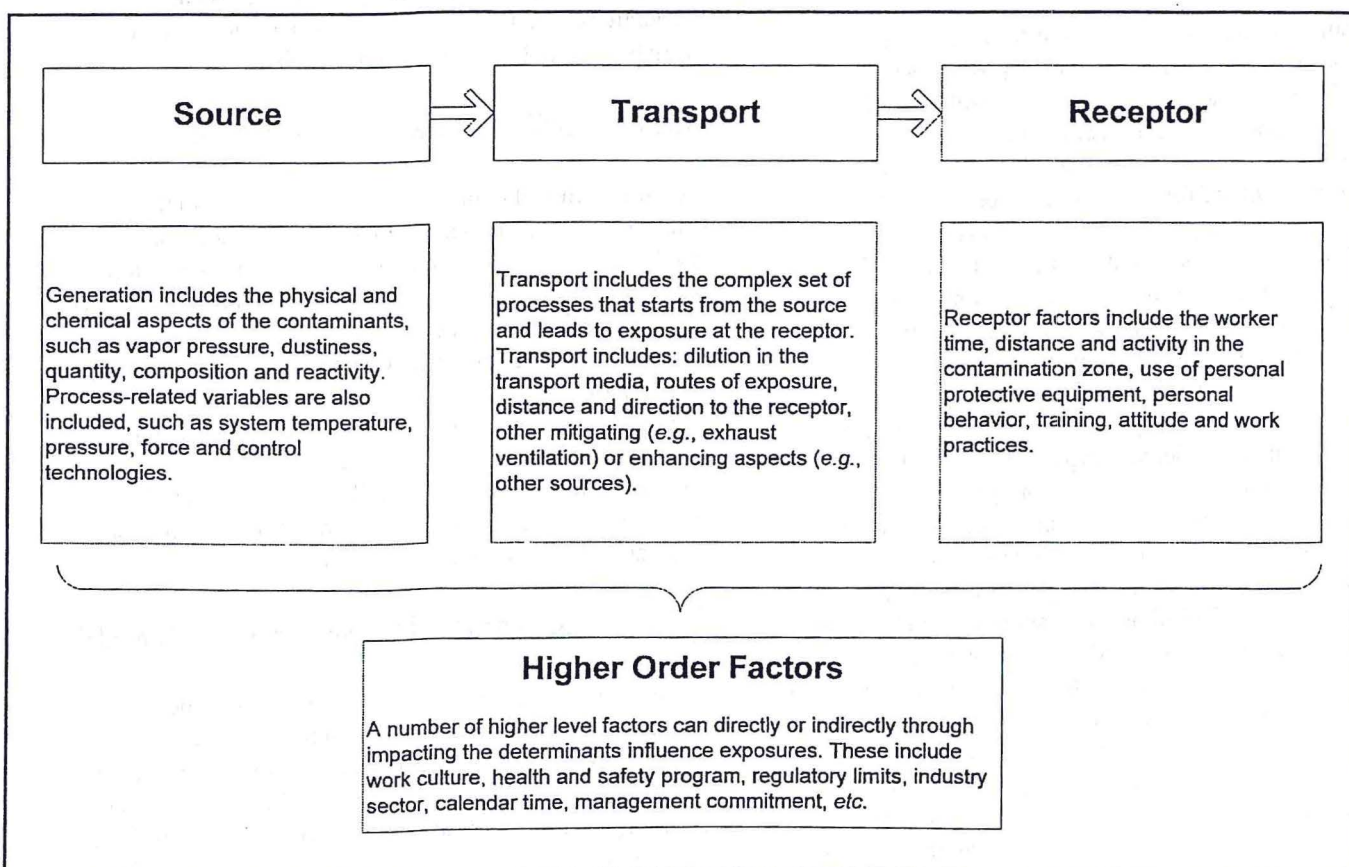 Source
Transport
Receptor
Generation includes the physical and
chemical aspects of the contaminants,
such as vapor pressure, dustiness,
quantity, composition and reactivity.
Process-related variables are also
included, such as system temperature,
pressure, force and control
technologies.
Transport includes the complex set of
processes that starts from the source
and leads to exposure at the receptor.
Transport includes: dilution in the
transport media, routes of exposure,
distance and direction to the receptor,
other mitigating (e.g., exhaust
ventilation) or enhancing aspects (e.g.,
other sources).
Receptor factors include the worker
time, distance and activity in the
contamination zone, use of personal
protective equipment, personal
behavior, training, attitude and work
practices.
Higher Order Factors
A number of higher level factors can directly or indirectly through
impacting the determinants influence exposures. These include
work culture, health and safety program, regulatory limits, industry
sector, calendar time, management commitment, etc.